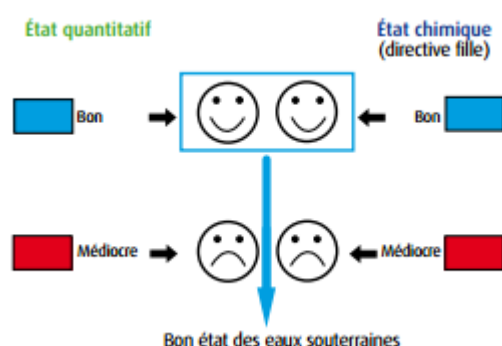 État quantitatif
État chimique
(directive fille)
Bon
Bon
Médiocre
Médiocre
Bon état des eaux souterraines